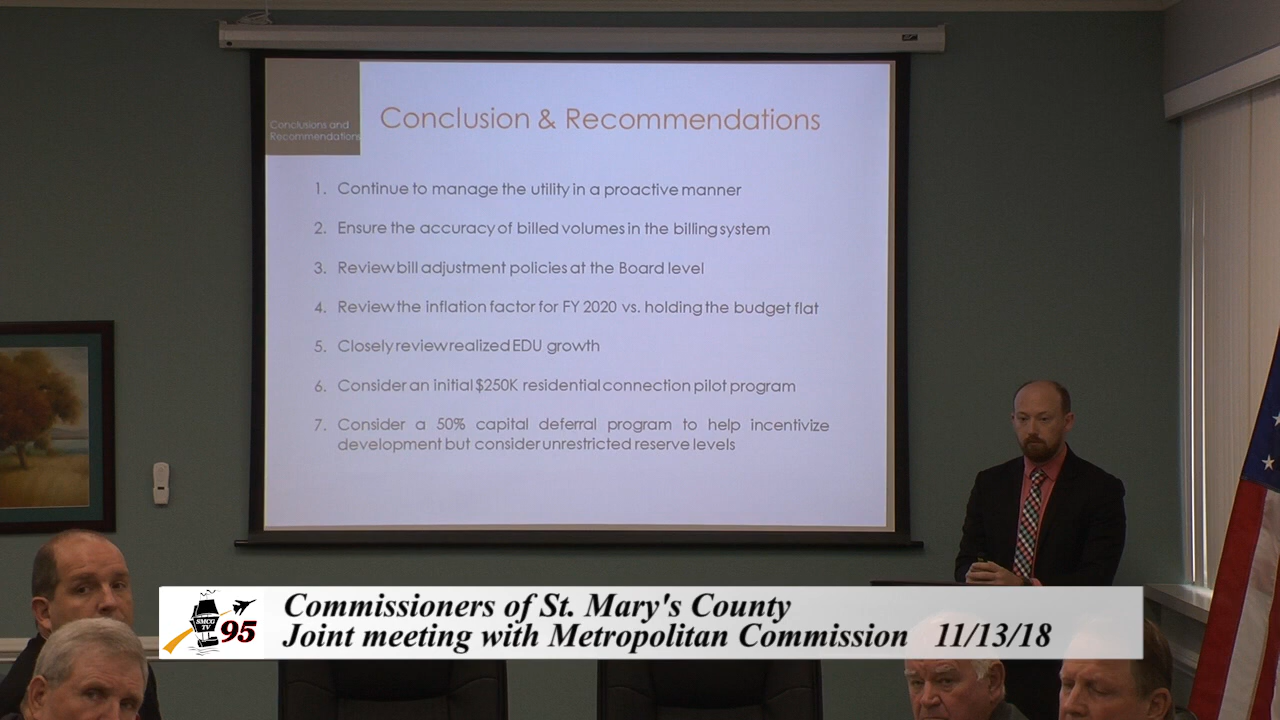 Conclusions and
Recommendations
Conclusion & Recommendations
1. Continue to manage the utility in a proactive manner
2. Ensure the accuracy of billed volumes in the billing system
3. Review bill adjustment policies at the Board level
4. Review the inflation factor for FY 2020 vs. holding the budget flat
5. Closely review realized EDU growth
6. Consider an initial $250K residential connection pilot program
7. Consider a 50% capital deferral program to help incentivize
development but consider unrestricted reserve levels
SMCG
TV
95
Commissioners of St. Mary's County
Joint meeting with Metropolitan Commission 11/13/18